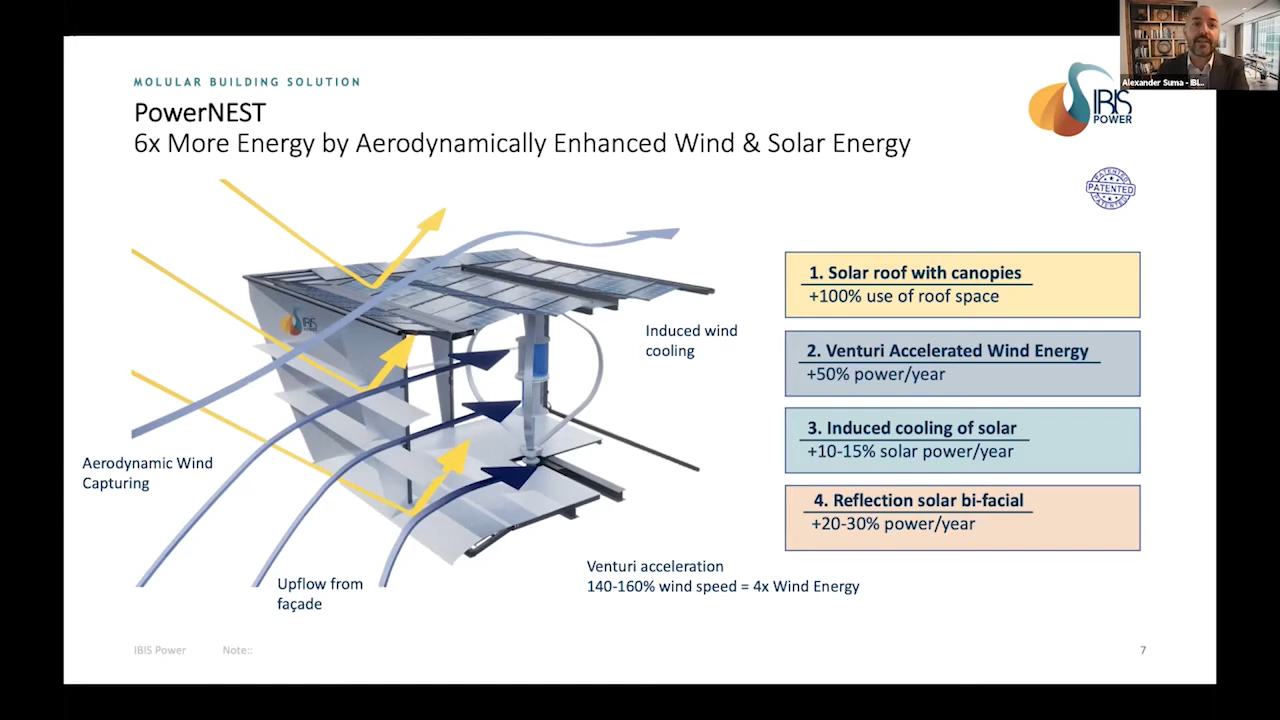 Alexander Suma - IBI...
MOLULAR BUILDING SOLUTION
PowerNEST
6x More Energy by Aerodynamically Enhanced Wind & Solar Energy
IBIS
POWER
PATENTED
PATENTED
PATENTED
IBIS
POWER
1. Solar roof with canopies
+100% use of roof space
Induced wind
cooling
2. Venturi Accelerated Wind Energy
+50% power/year
3. Induced cooling of solar
+10-15% solar power/year
Aerodynamic Wind
Capturing
4. Reflection solar bi-facial
+20-30% power/year
Upflow from
façade
Venturi acceleration
140-160% wind speed = 4x Wind Energy
IBIS Power
Note::
7